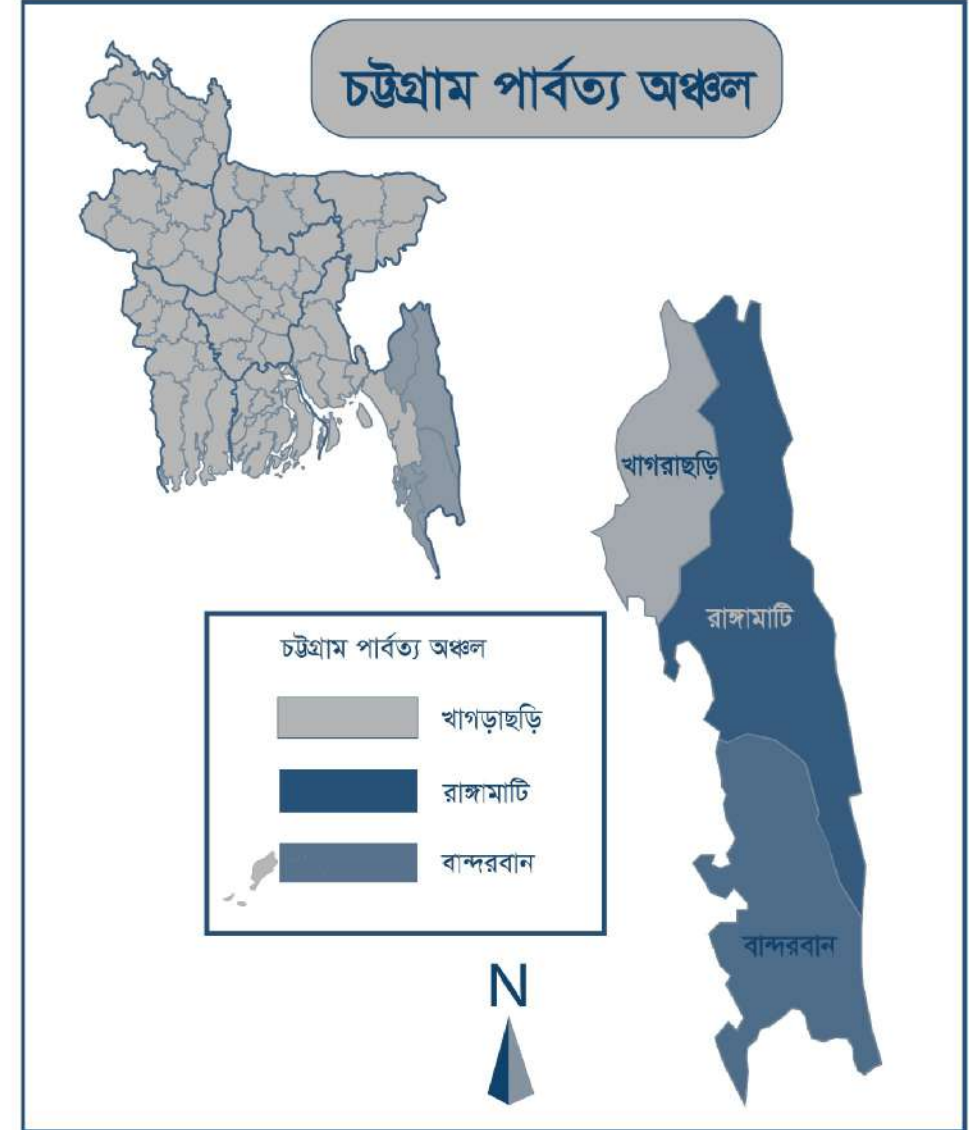 চট্টগ্রাম পার্বত্য অঞ্চল
খাগরাছড়ি
রাঙ্গামাটি
চট্টগ্রাম পার্বত্য অঞ্চল
খাগড়াছড়ি
রাঙ্গামাটি
বান্দরবান
বান্দরবান
N